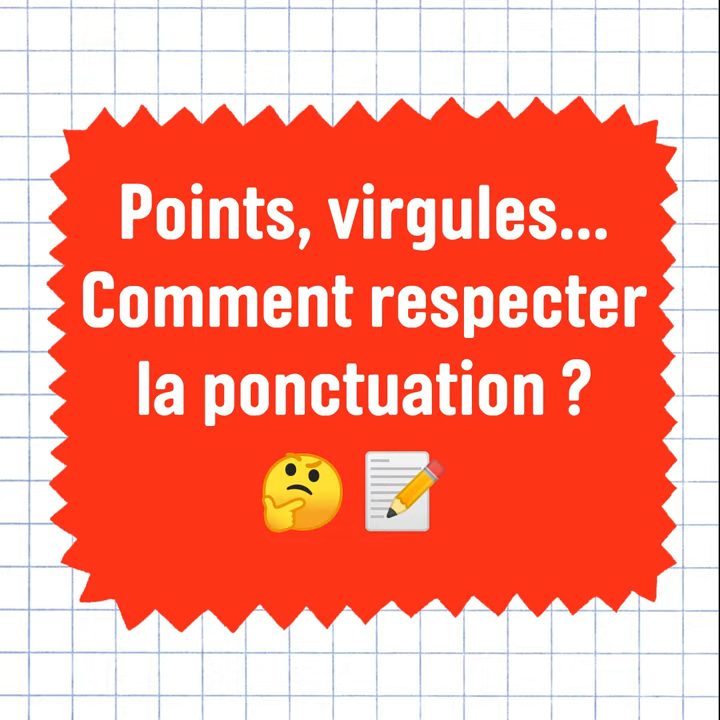 Points, virgules...
Comment respecter
la ponctuation ?